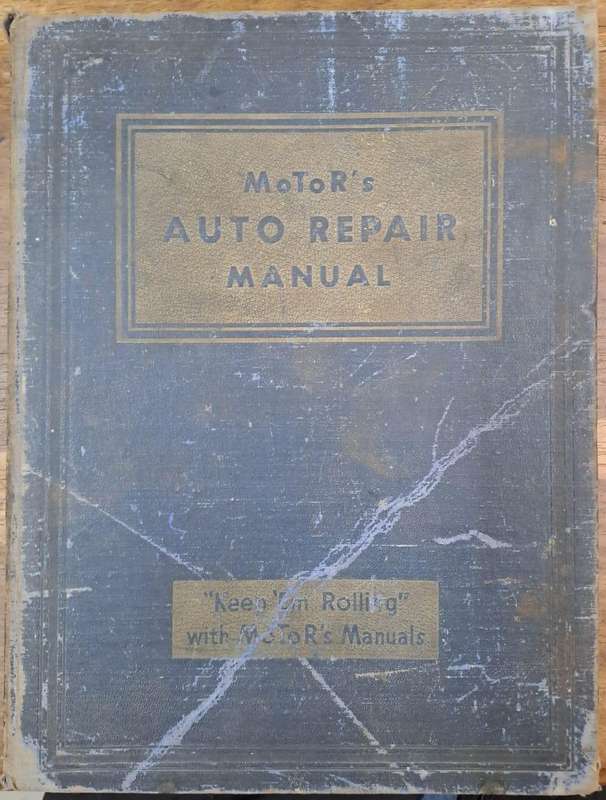 MoToR's
AUTO REPAIR
MANUAL
"Keep 'Em Rolling"
with MoToR's Manuals